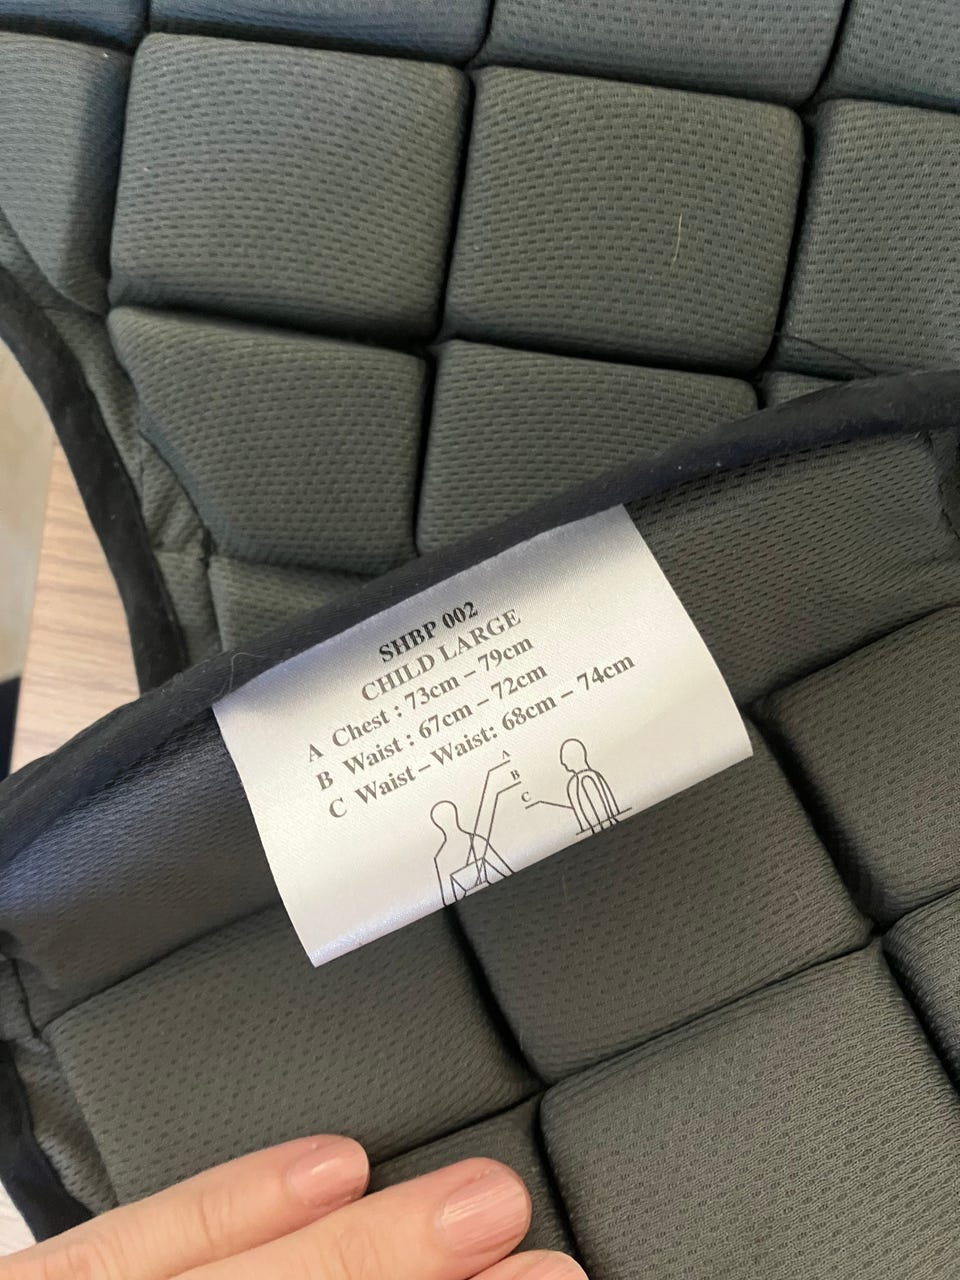 SHBP 002
CHILD LARGE
A Chest : 73cm – 79cm
B Waist : 67cm – 72cm
C Waist – Waist: 68cm – 74cm
A
B
C